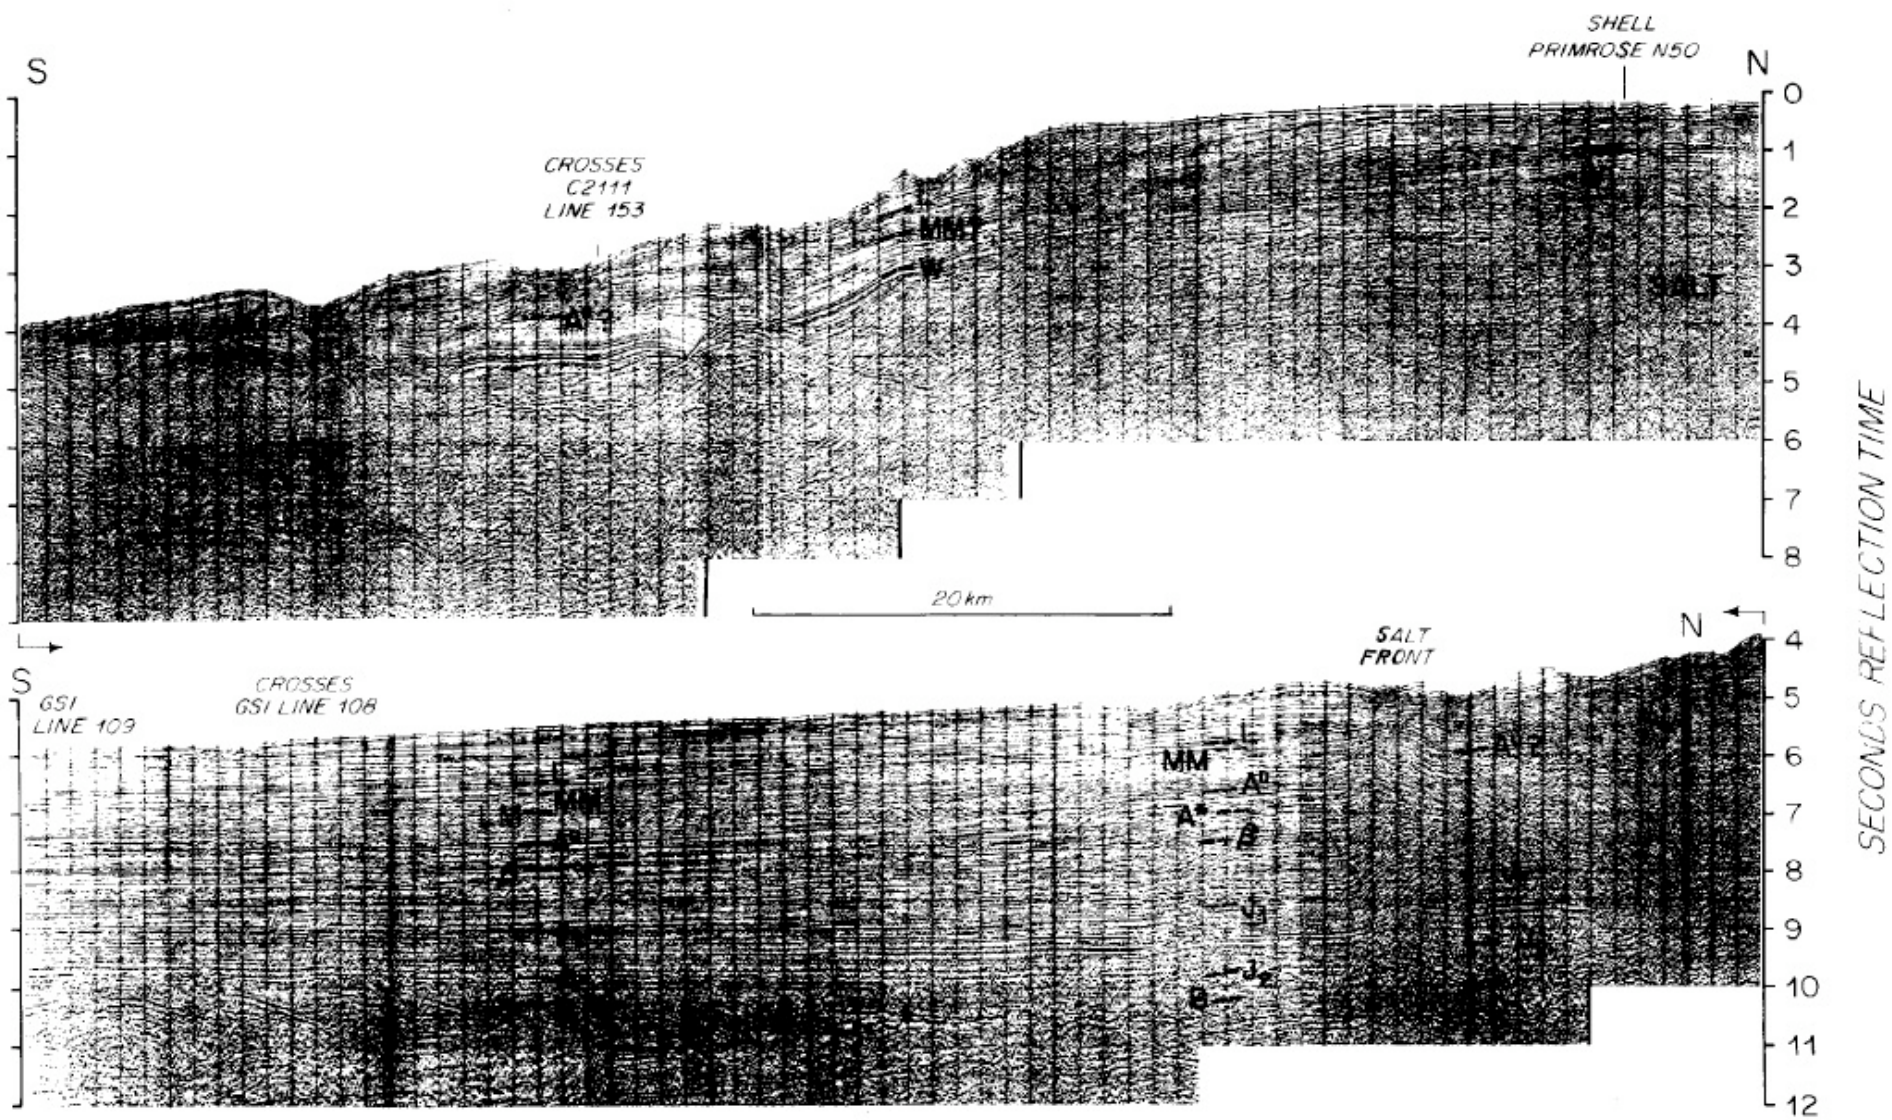 SHELL
PRIMROSE N50
S
N
CROSSES
C2111
LINE 153
0
1
2
3
4
5
6
7
8
L
MM?
W
SALT
20 km
SECONDS REFLECTION TIME
S
N
GSI
LINE 109
CROSSES
GSI LINE 108
SALT
FRONT
4
5
6
7
8
9
10
11
12
L
MM
M
A
L
MM
A*
β
J₃
J₂
B